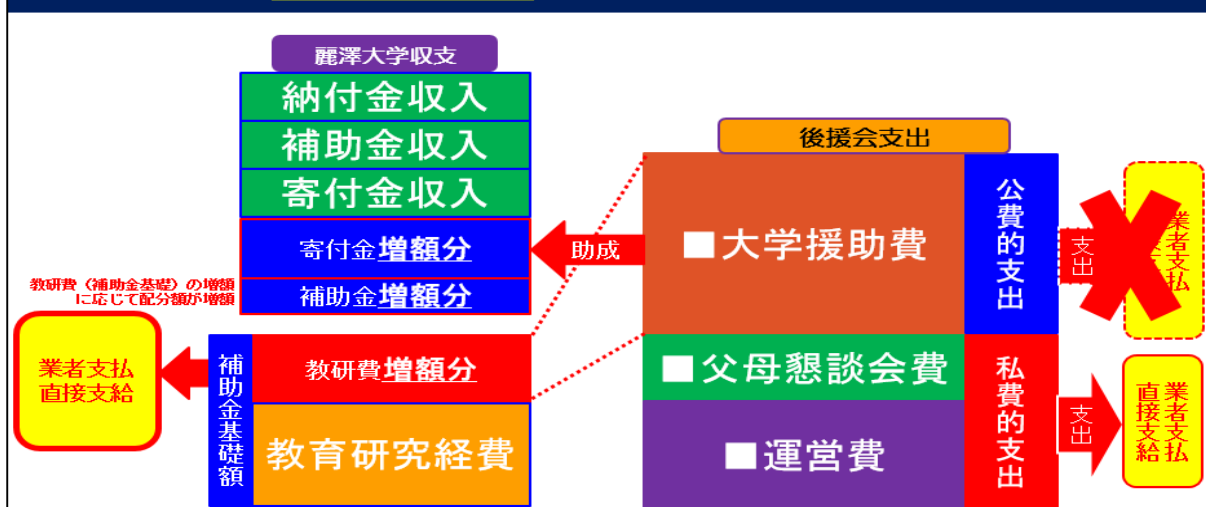 麗澤大学収支
納付金収入
補助金収入
寄付金収入
寄付金増額分
補助金増額分
教研費（補助金基礎）の増額
に応じて配分額が増額
業者支払
直接支給
補助金基礎額
教研費増額分
教育研究経費
助成
後援会支出
■大学援助費
■父母懇談会費
■運営費
公費的支出
私費的支出
支出
業者支払
支出
業者支払
直接支給